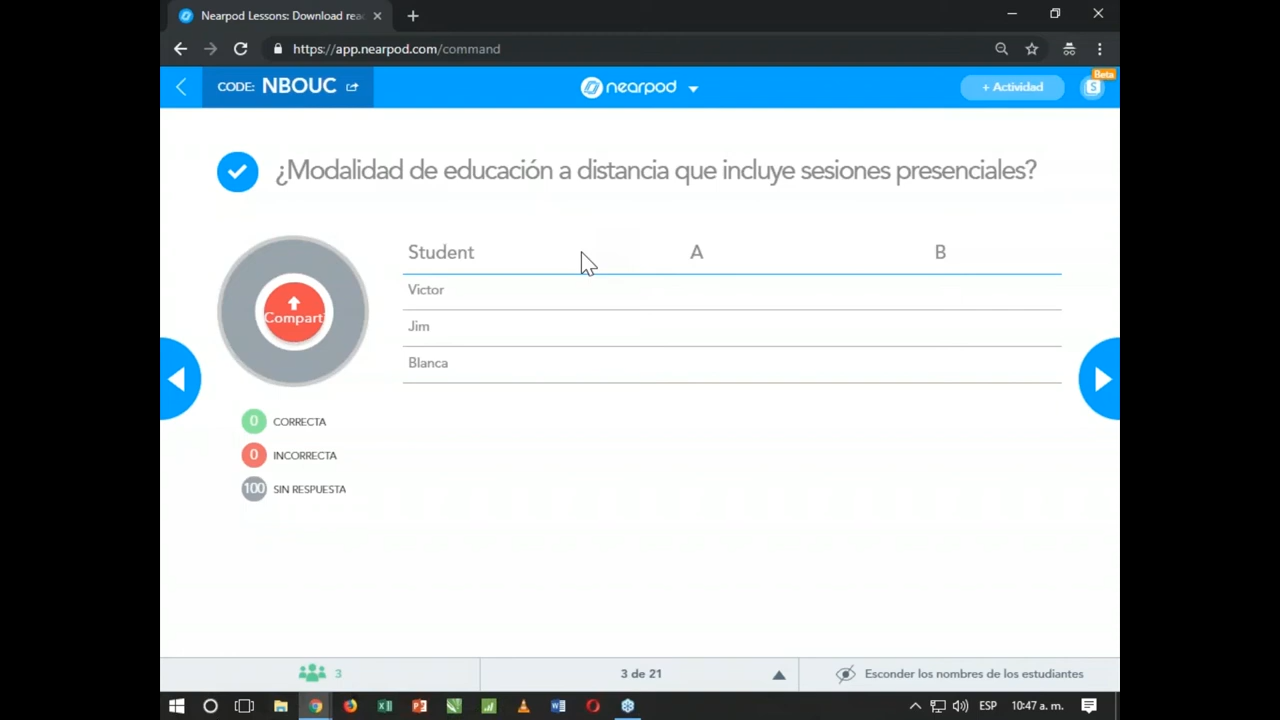 Nearpod Lessons: Download rea
https://app.nearpod.com/command
CODE: NBOUC
nearpod
+ Actividad
Beta
S
¿Modalidad de educación a distancia que incluye sesiones presenciales?
Student A B
Victor
Jim
Blanca
Comparti
0 CORRECTA
0 INCORRECTA
100 SIN RESPUESTA
3
3 de 21
Esconder los nombres de los estudiantes
ESP
10:47 a. m.